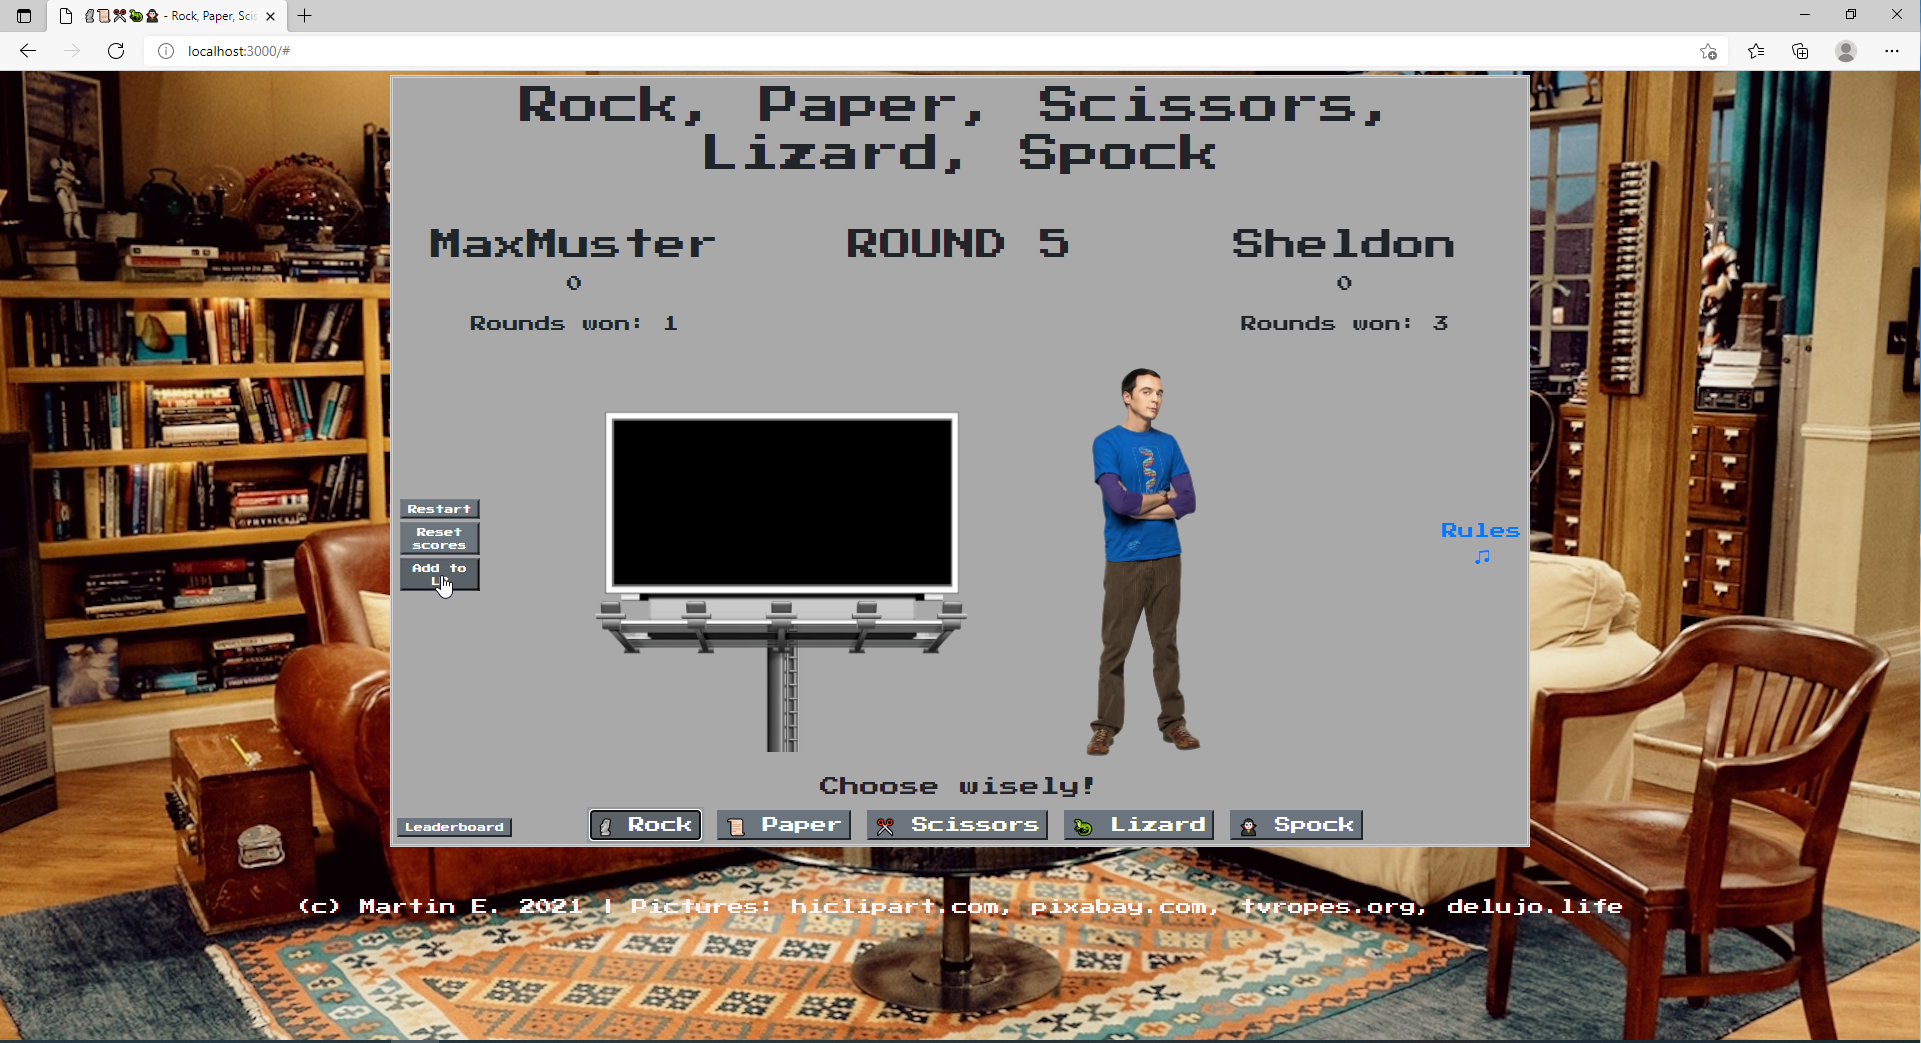 - Rock, Paper, Scis
localhost:3000/#
Rock, Paper, Scissors,
Lizard, Spock
MaxMuster
0
Rounds won: 1
ROUND 5
Sheldon
0
Rounds won: 3
Restart
Reset
scores
Add to
Rules
Choose wisely!
Leaderboard
Rock
Paper
Scissors
Lizard
Spock
(c) Martin E. 2021 | Pictures: hiclipart.com, pixabay.com, tvropes.org, delujo.life